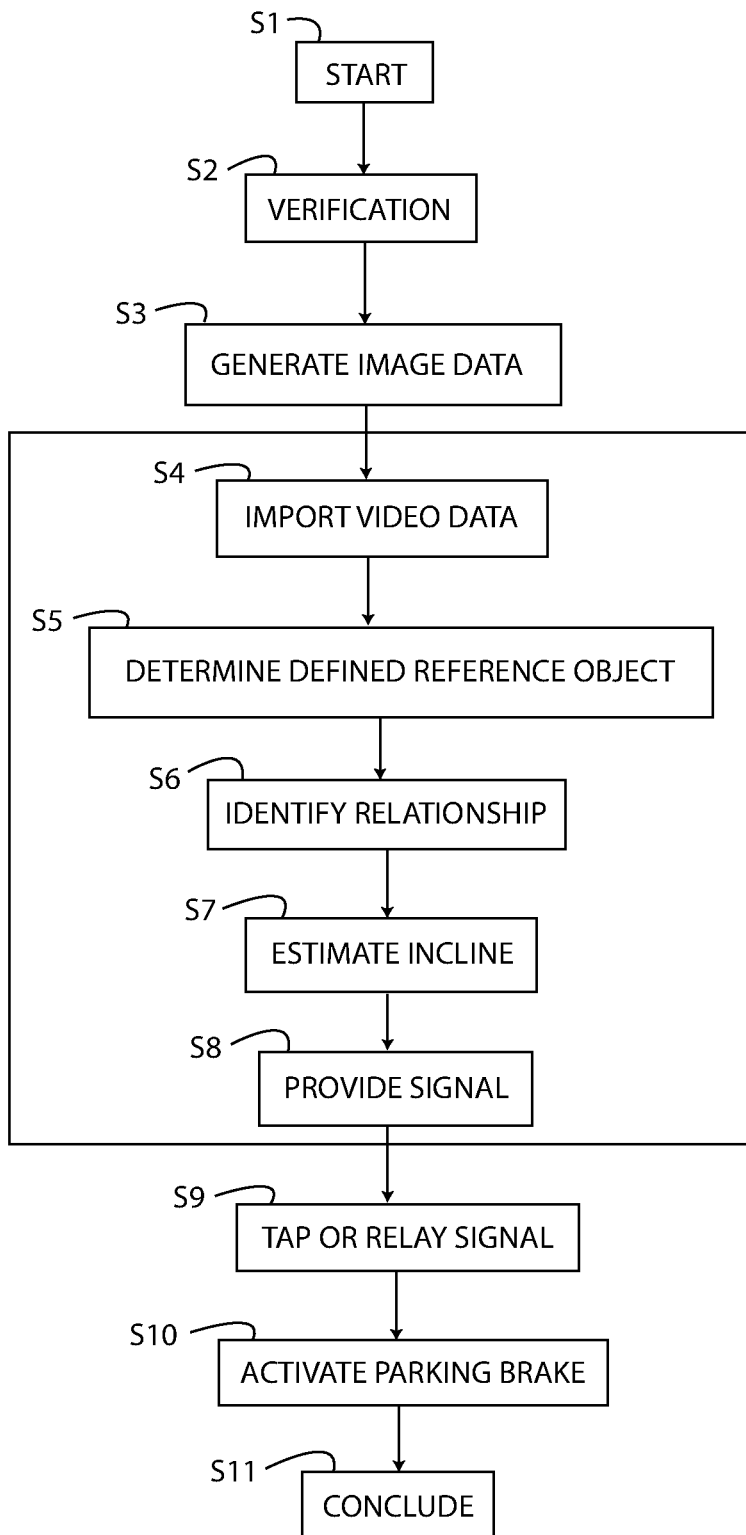 S1
START
S2
VERIFICATION
S3
GENERATE IMAGE DATA
S4
IMPORT VIDEO DATA
S5
DETERMINE DEFINED REFERENCE OBJECT
S6
IDENTIFY RELATIONSHIP
S7
ESTIMATE INCLINE
S8
PROVIDE SIGNAL
S9
TAP OR RELAY SIGNAL
S10
ACTIVATE PARKING BRAKE
S11
CONCLUDE